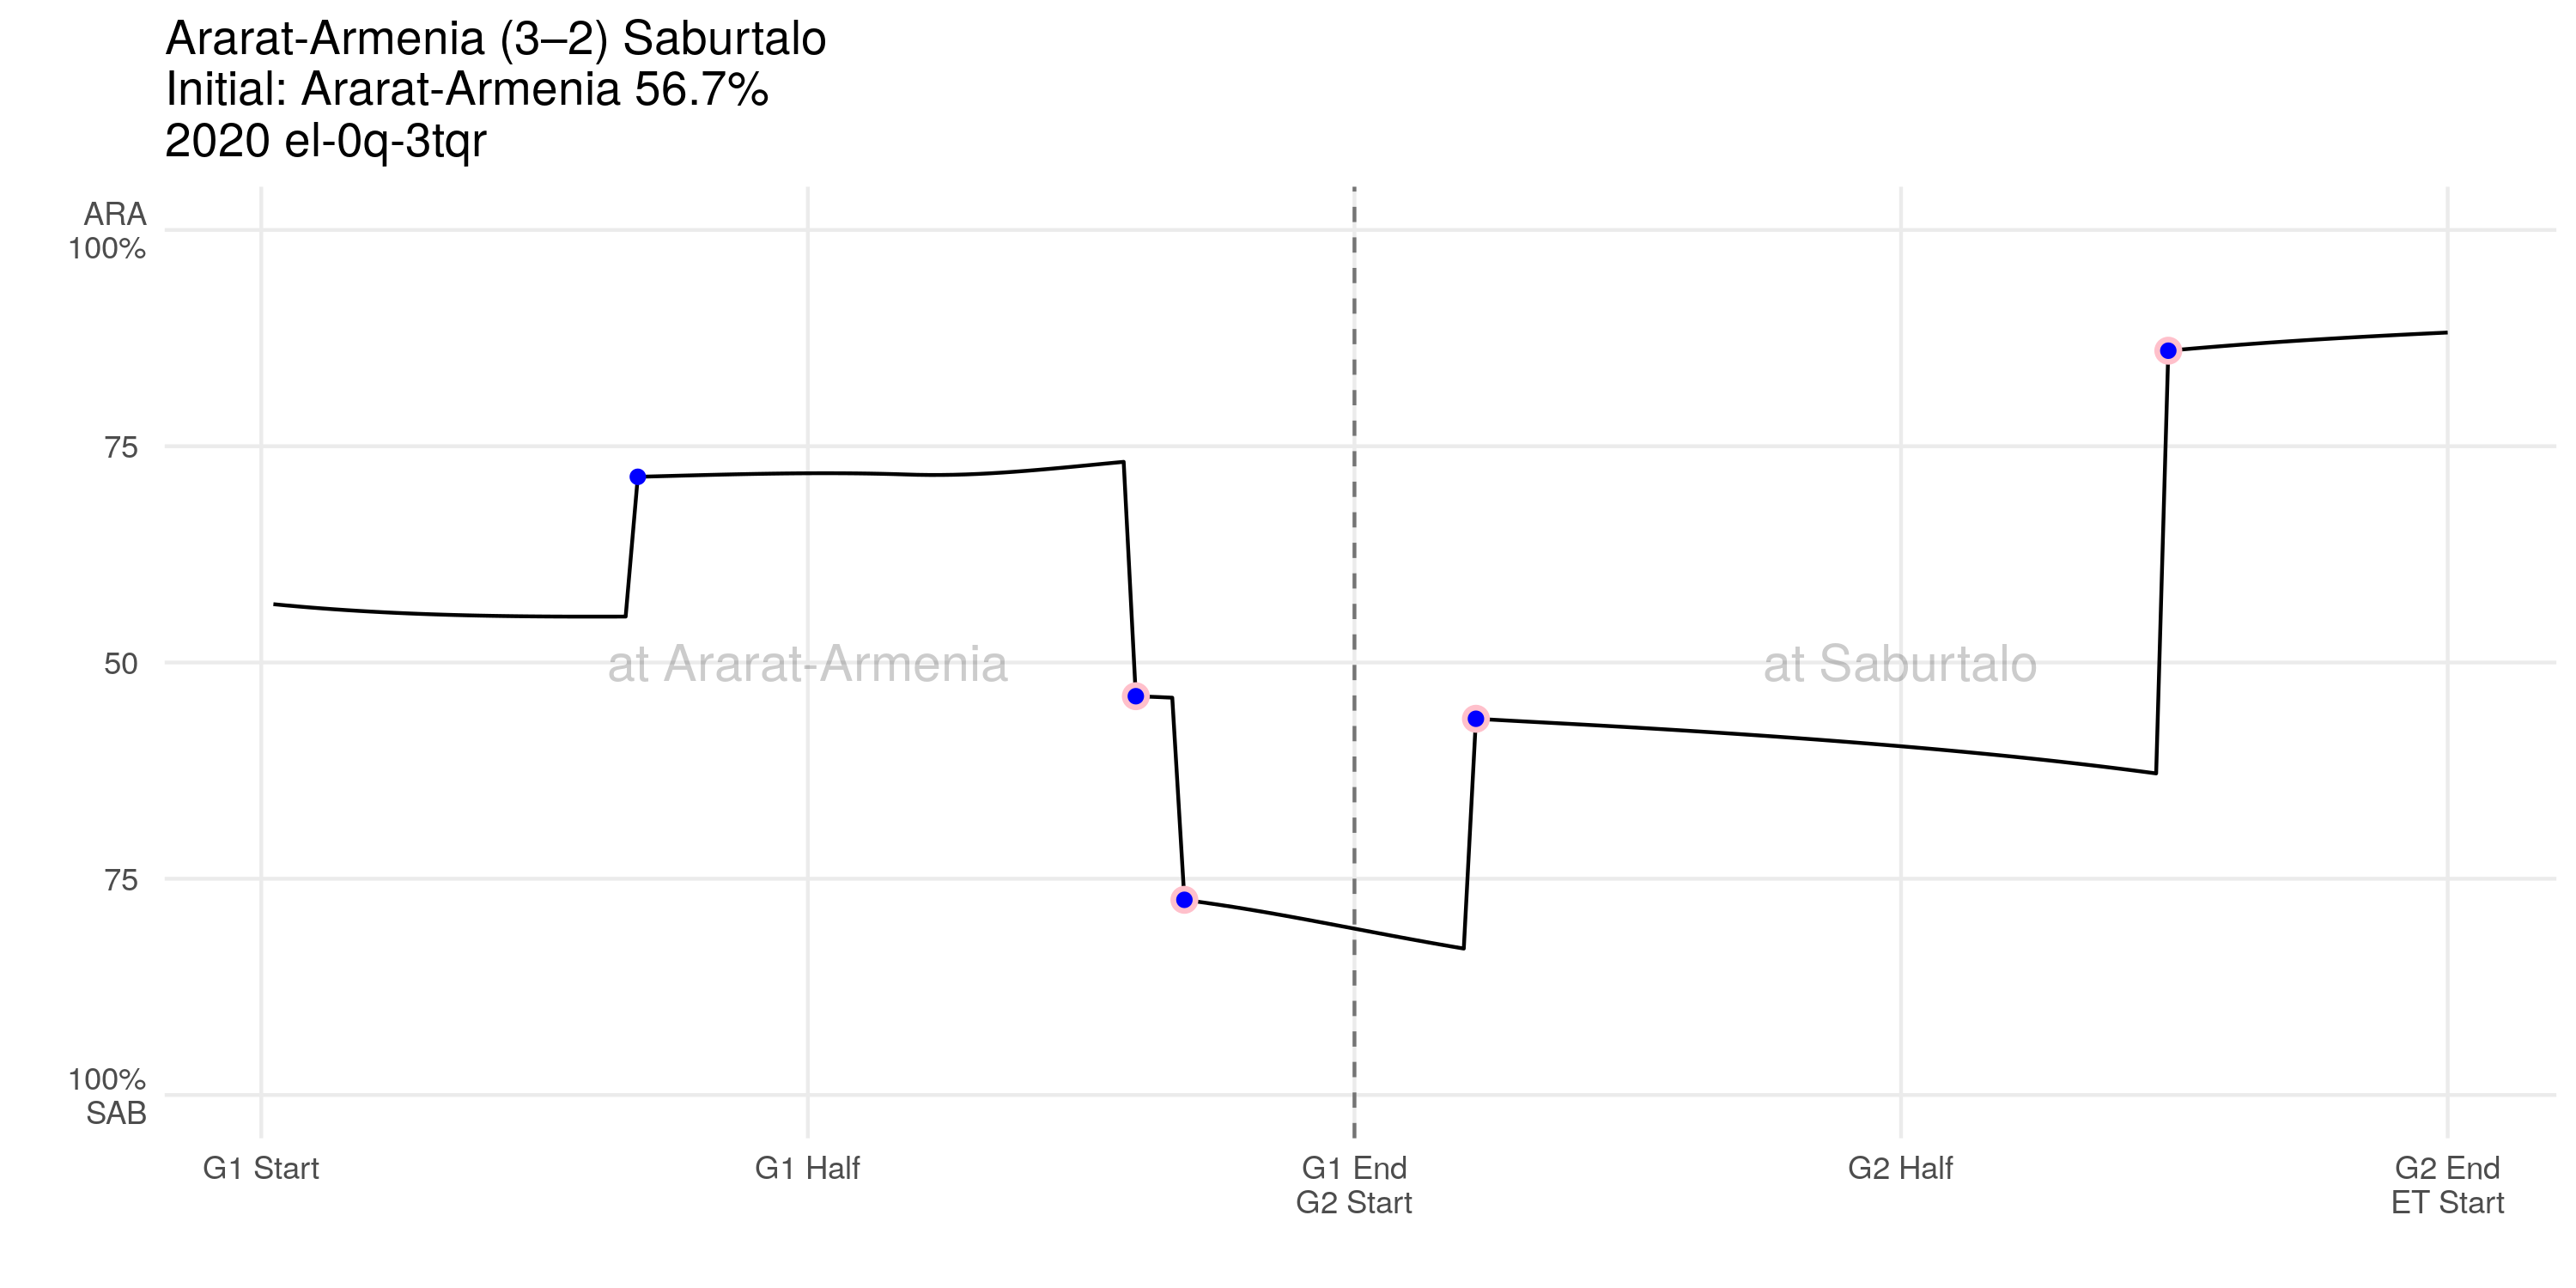 Ararat-Armenia (3–2) Saburtalo
Initial: Ararat-Armenia 56.7%
2020 el-0q-3tqr
ARA
100%
75
50
75
100%
SAB
at Ararat-Armenia
at Saburtalo
G1 Start
G1 Half
G1 End
G2 Start
G2 Half
G2 End
ET Start